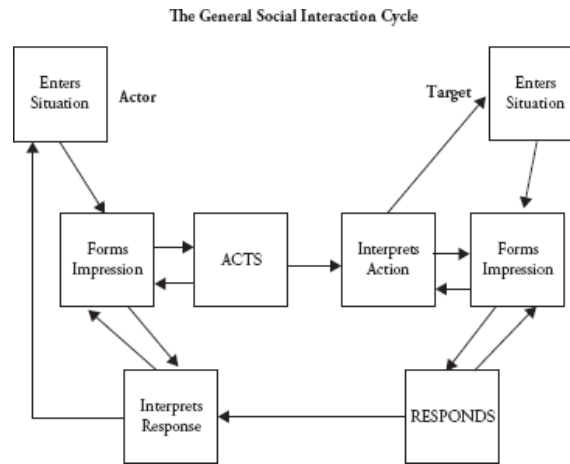 The General Social Interaction Cycle
Enters
Situation
Actor
Target
Enters
Situation
Forms
Impression
ACTS
Interprets
Action
Forms
Impression
Interprets
Response
RESPONDS